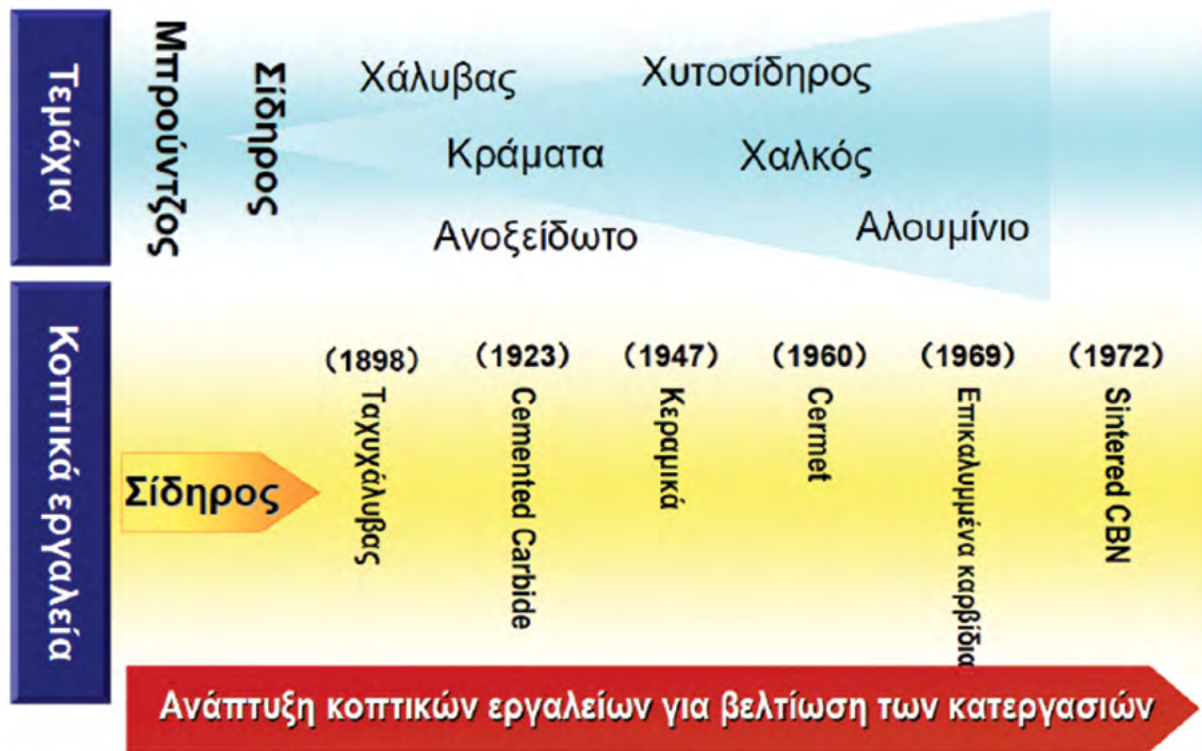 Τεμάχια
Μπρούντζος
Σίδηρος
Χάλυβας
Χυτοσίδηρος
Κράματα
Χαλκός
Ανοξείδωτο
Αλουμίνιο
Κοπτικά εργαλεία
Σίδηρος
(1898)
Ταχυχάλυβας
(1923)
Cemented Carbide
(1947)
Κεραμικά
(1960)
Cermet
(1969)
Επικαλυμμένα καρβίδια
(1972)
Sintered CBN
Ανάπτυξη κοπτικών εργαλείων για βελτίωση των κατεργασιών